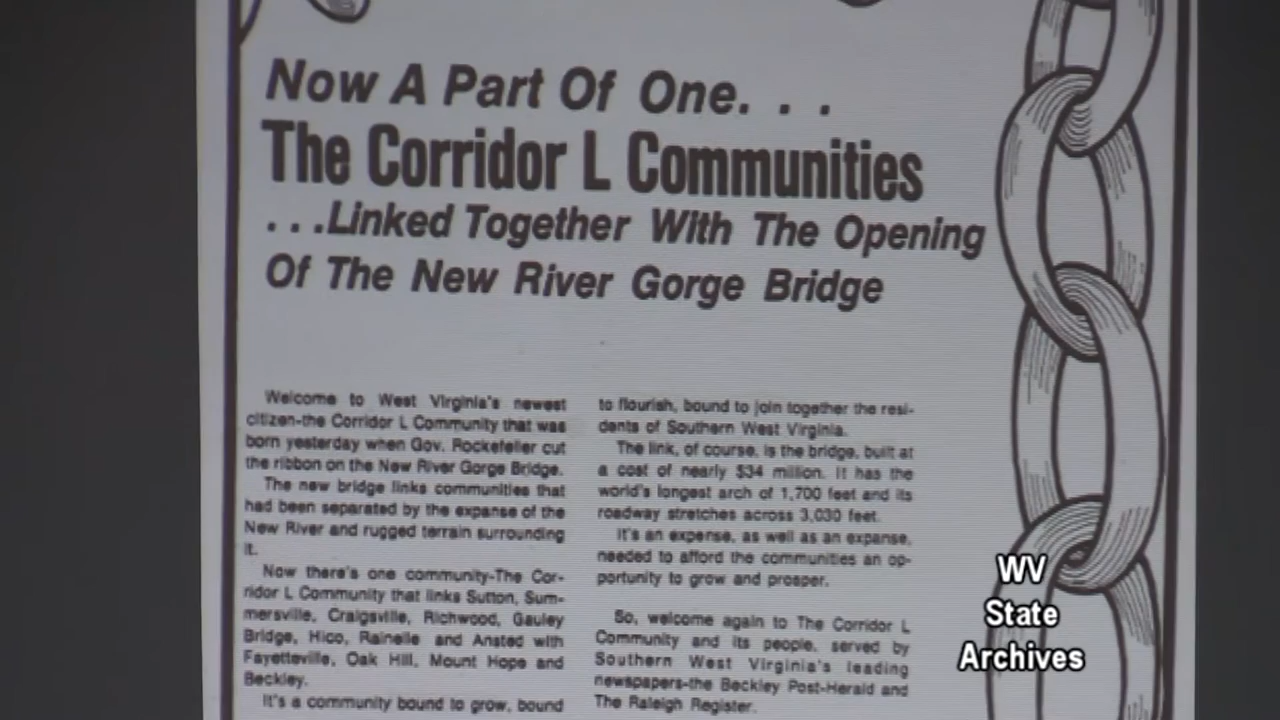 Now A Part Of One. . .
The Corridor L Communities
. . .Linked Together With The Opening
Of The New River Gorge Bridge
Welcome to West Virginia's newest
citizen-the Corridor L Community that was
born yesterday when Gov. Rockefeller cut
the ribbon on the New River Gorge Bridge.
The new bridge links communities that
had been separated by the expanse of the
New River and rugged terrain surrounding
it.
Now there's one community-The Cor-
ridor L Community that links Sutton, Sum-
mersville, Craigsville, Richwood, Gauley
Bridge, Hico, Rainelle and Ansted with
Fayetteville, Oak Hill, Mount Hope and
Beckley.
It's a community bound to grow, bound
to flourish, bound to join together the resi-
dents of Southern West Virginia.
The link, of course, is the bridge, built at
a cost of nearly $34 million. It has the
world's longest arch of 1,700 feet and its
roadway stretches across 3,030 feet.
It's an expense, as well as an expanse,
needed to afford the communities an op-
portunity to grow and prosper.
So, welcome again to The Corridor L
Community and its people, served by
Southern West Virginia's leading
newspapers-the Beckley Post-Herald and
The Raleigh Register.
WV
State
Archives